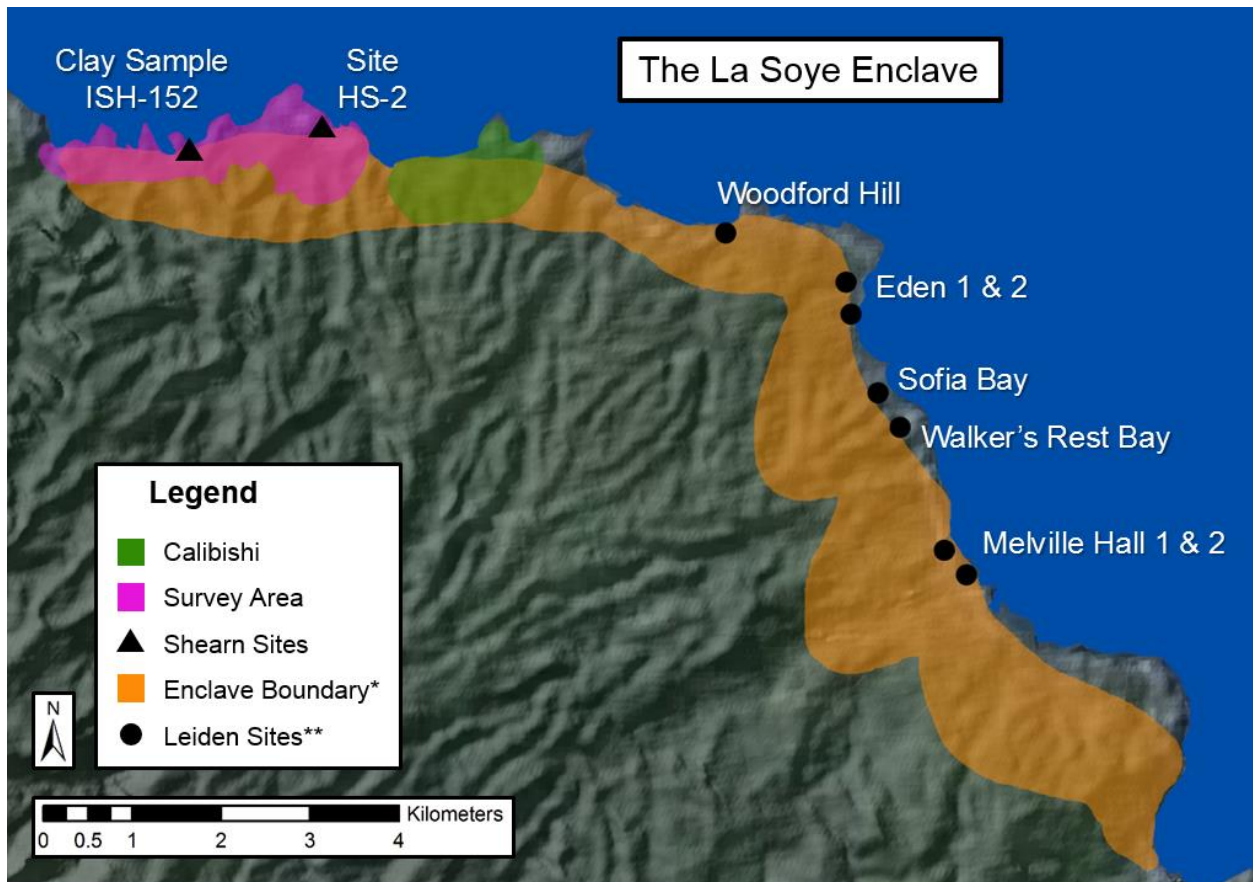 Clay Sample
ISH-152
Site
HS-2
The La Soye Enclave
Woodford Hill
Eden 1 & 2
Sofia Bay
Walker's Rest Bay
Melville Hall 1 & 2
Legend
Calibishi
Survey Area
Shearn Sites
Enclave Boundary*
Leiden Sites**
N
Kilometers
0 0.5 1 2 3 4